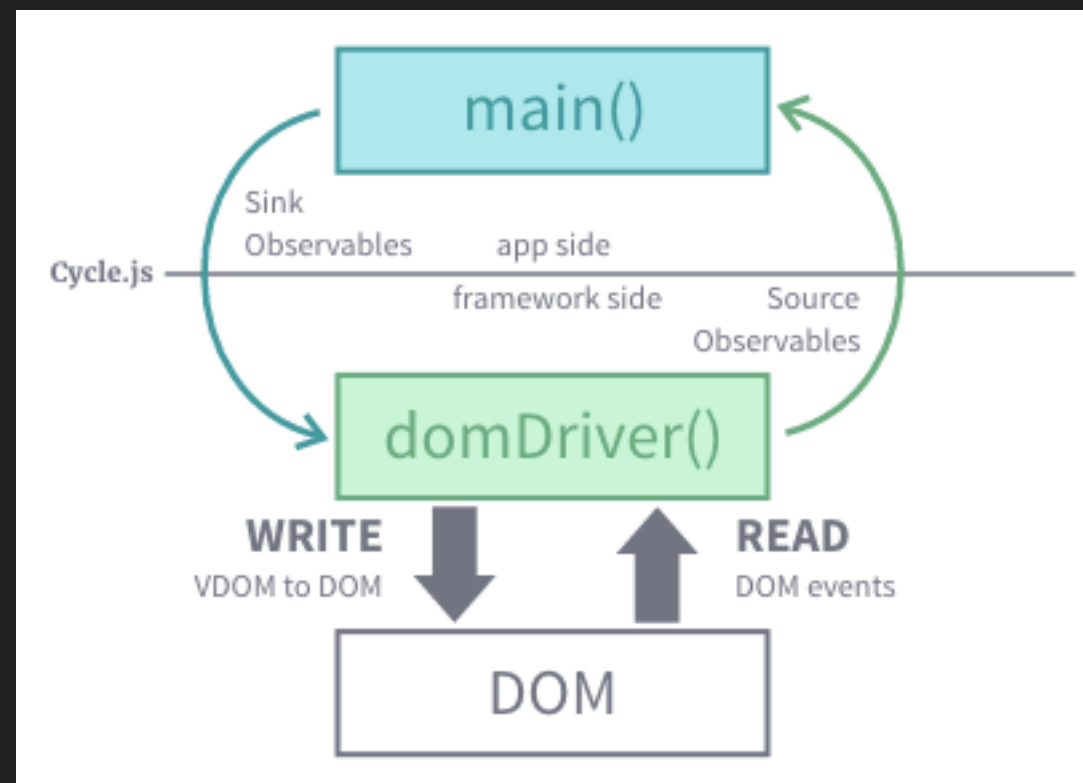 main()
Sink
Observables
app side
Cycle.js
framework side
Source
Observables
domDriver()
WRITE
VDOM to DOM
READ
DOM events
DOM